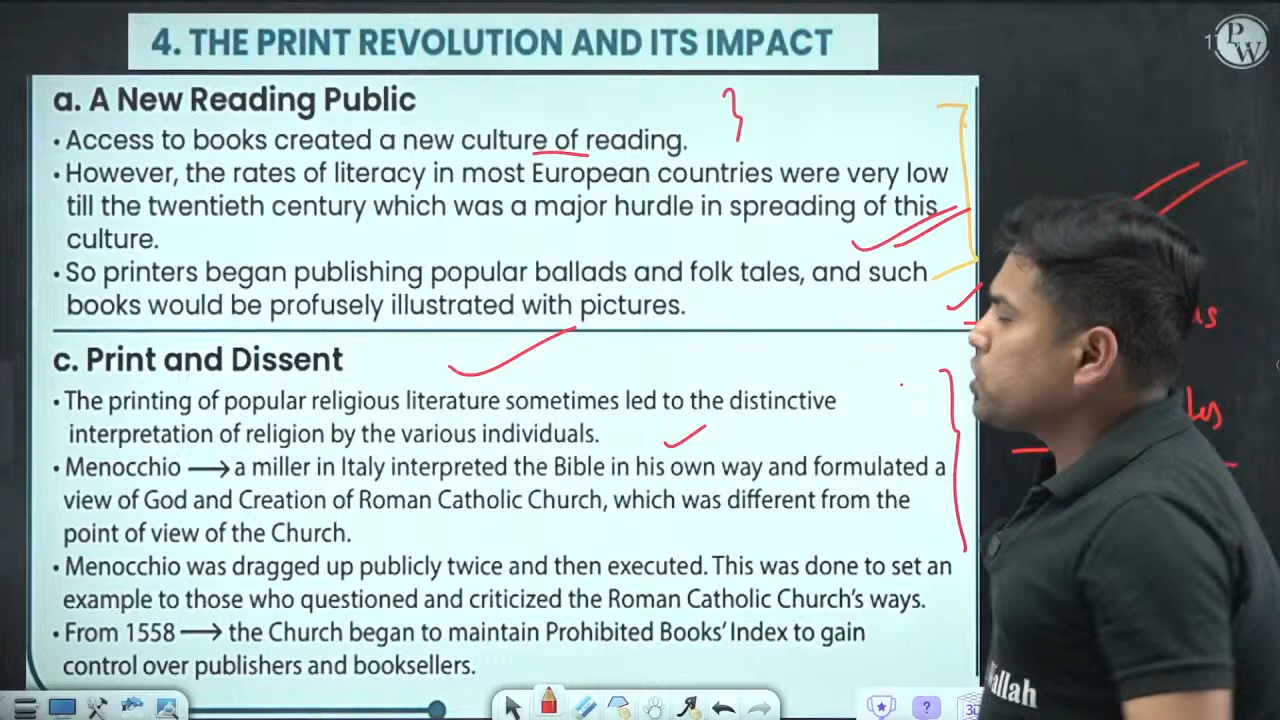 4. THE PRINT REVOLUTION AND ITS IMPACT
PW
a. A New Reading Public
• Access to books created a new culture of reading.
• However, the rates of literacy in most European countries were very low
till the twentieth century which was a major hurdle in spreading of this
culture.
• So printers began publishing popular ballads and folk tales, and such
books would be profusely illustrated with pictures.
c. Print and Dissent
• The printing of popular religious literature sometimes led to the distinctive
interpretation of religion by the various individuals.
• Menocchio → a miller in Italy interpreted the Bible in his own way and formulated a
view of God and Creation of Roman Catholic Church, which was different from the
point of view of the Church.
• Menocchio was dragged up publicly twice and then executed. This was done to set an
example to those who questioned and criticized the Roman Catholic Church's ways.
• From 1558 → the Church began to maintain Prohibited Books' Index to gain
control over publishers and booksellers.